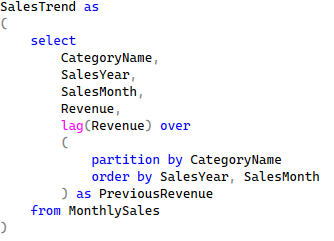 SalesTrend as
(
    select
        CategoryName,
        SalesYear,
        SalesMonth,
        Revenue,
        lag(Revenue) over
        (
            partition by CategoryName
            order by SalesYear, SalesMonth
        ) as PreviousRevenue
    from MonthlySales
)